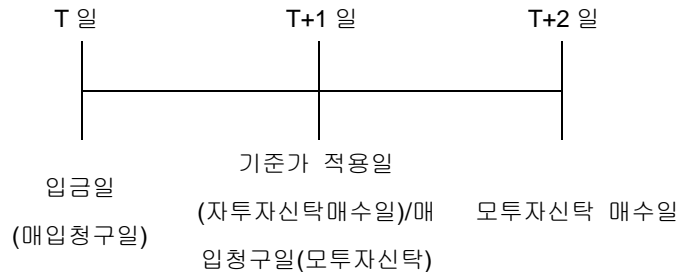 T 일 T+1 일 T+2 일
기준가 적용일
입금일
(자투자신탁매수일)/매
모투자신탁 매수일
(매입청구일)
입청구일(모투자신탁)